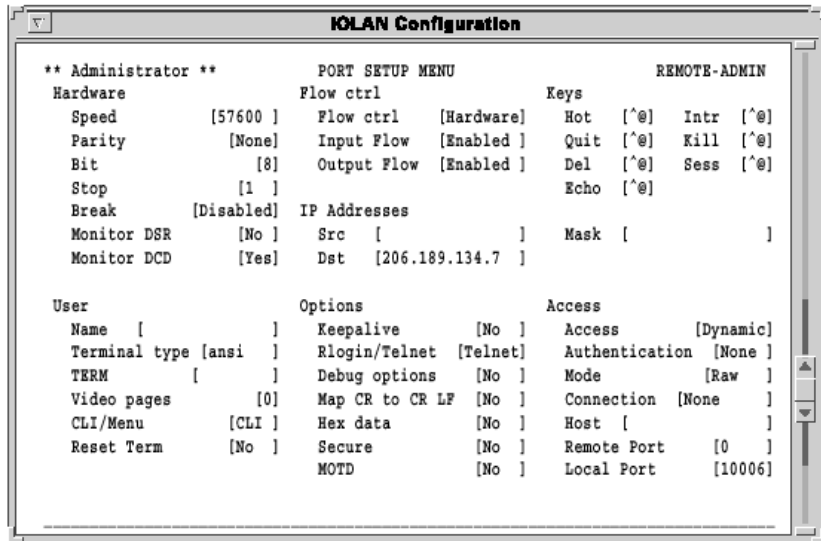 IOLAN Configuration
** Administrator ** PORT SETUP MENU REMOTE-ADMIN
Hardware Flow ctrl Keys
Speed [57600 ] Flow ctrl [Hardware] Hot [^@] Intr [^@]
Parity [None] Input Flow [Enabled ] Quit [^@] Kill [^@]
Bit [8] Output Flow [Enabled ] Del [^@] Sess [^@]
Stop [1 ] Echo [^@]
Break [Disabled] IP Addresses
Monitor DSR [No ] Src [ ] Mask [ ]
Monitor DCD [Yes] Dst [206.189.134.7 ]
User Options Access
Name [ ] Keepalive [No ] Access [Dynamic]
Terminal type [ansi ] Rlogin/Telnet [Telnet] Authentication [None ]
TERM [ ] Debug options [No ] Mode [Raw ]
Video pages [0] Map CR to CR LF [No ] Connection [None ]
CLI/Menu [CLI ] Hex data [No ] Host [ ]
Reset Term [No ] Secure [No ] Remote Port [0 ]
MOTD [No ] Local Port [10006]